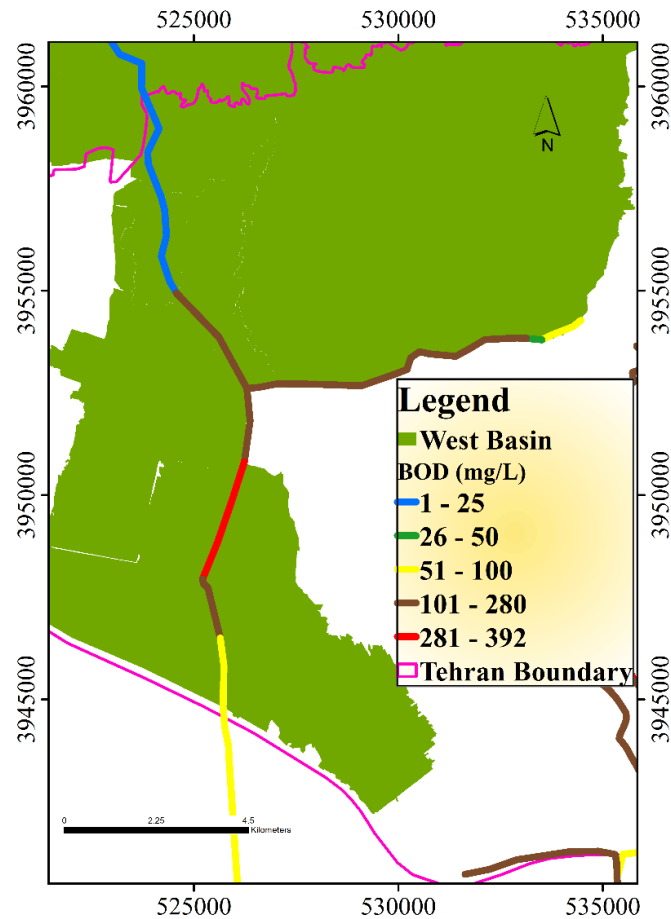 525000 530000 535000
3960000 3960000
N
3955000 3955000
Legend
West Basin
BOD (mg/L)
1 - 25
26 - 50
51 - 100
101 - 280
281 - 392
Tehran Boundary
3950000 3950000
3945000 3945000
0 2.25 4.5
Kilometers
525000 530000 535000